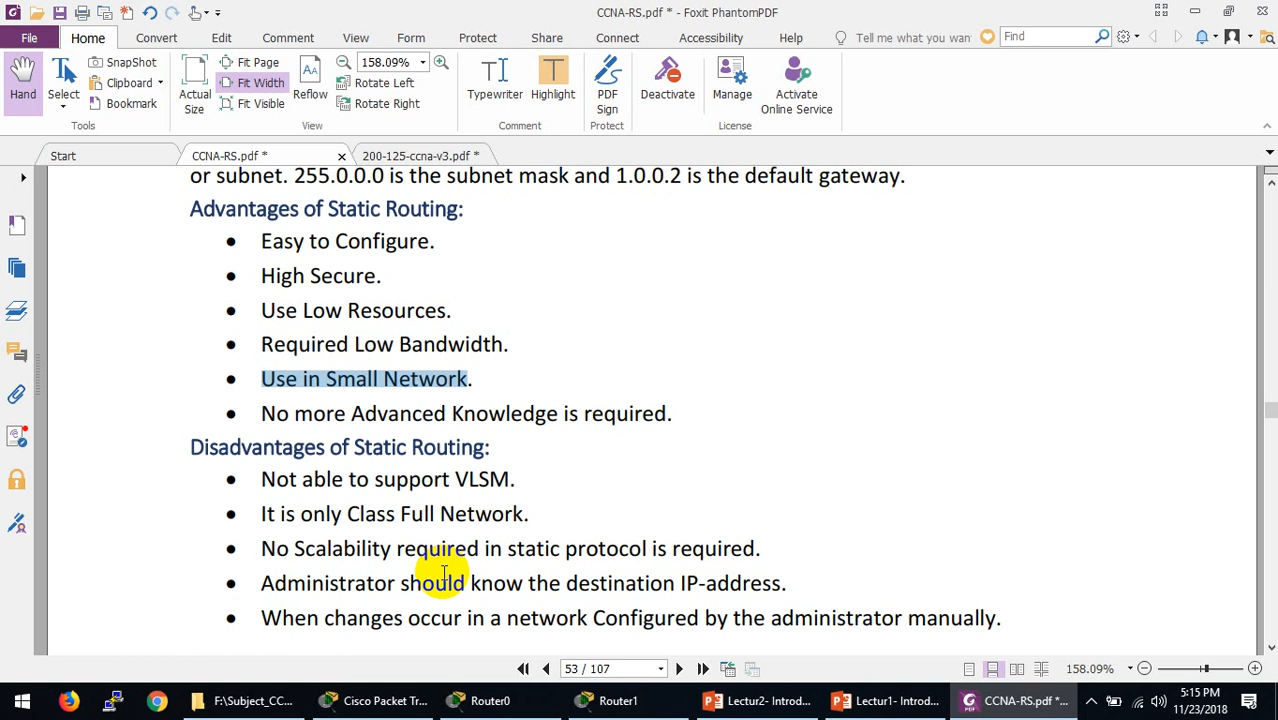 CCNA-RS.pdf * - Foxit PhantomPDF
File Home Convert Edit Comment View Form Protect Share Connect Accessibility Help Tell me what you wan Find
Hand
Select
SnapShot
Clipboard
Bookmark
Tools
Actual Size
Fit Page
Fit Width
Fit Visible
Reflow
158.09%
Rotate Left
Rotate Right
View
Typewriter
Highlight
Comment
PDF Sign
Protect
Deactivate
Manage
Activate Online Service
License
Start CCNA-RS.pdf * 200-125-ccna-v3.pdf *
or subnet. 255.0.0.0 is the subnet mask and 1.0.0.2 is the default gateway.
Advantages of Static Routing:
• Easy to Configure.
• High Secure.
• Use Low Resources.
• Required Low Bandwidth.
• Use in Small Network.
• No more Advanced Knowledge is required.
Disadvantages of Static Routing:
• Not able to support VLSM.
• It is only Class Full Network.
• No Scalability required in static protocol is required.
• Administrator should know the destination IP-address.
• When changes occur in a network Configured by the administrator manually.
53 / 107 158.09%
F:\Subject_CC... Cisco Packet Tr... Router0 Router1 Lectur2- Introd... Lectur1- Introd... CCNA-RS.pdf *... 5:15 PM
11/23/2018